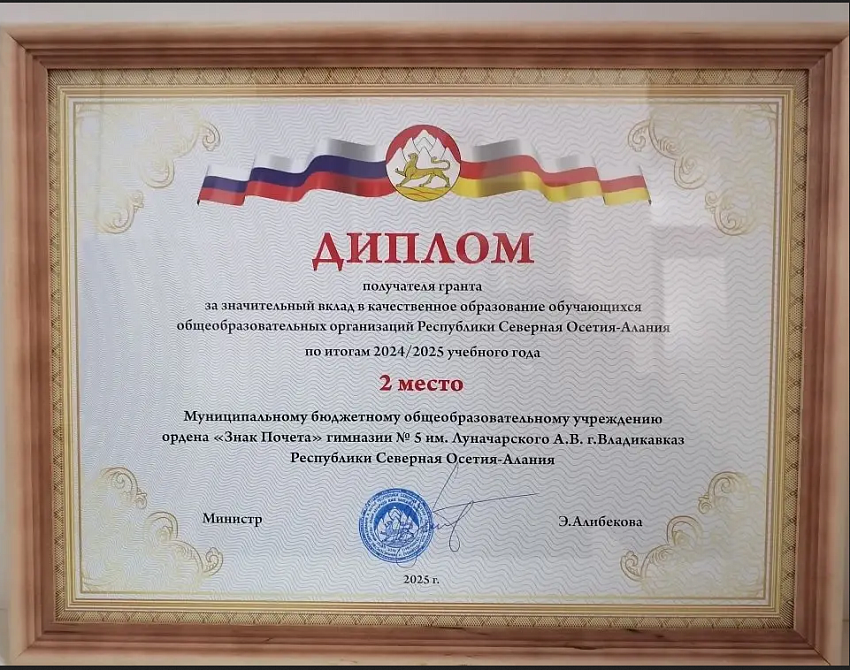 ДИПЛОМ
получателя гранта
за значительный вклад в качественное образование обучающихся
общеобразовательных организаций Республики Северная Осетия-Алания
по итогам 2024/2025 учебного года
2 место
Муниципальному бюджетному общеобразовательному учреждению
ордена «Знак Почета» гимназии № 5 им. Луначарского А.В. г.Владикавказ
Республики Северная Осетия-Алания
Министр
Э.Алибекова
2025 г.